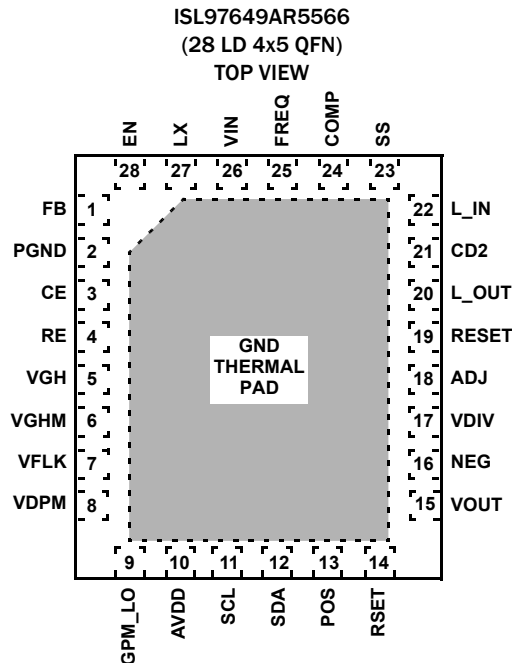 ISL97649AR5566
(28 LD 4x5 QFN)
TOP VIEW
EN
LX
VIN
FREQ
COMP
SS
28
27
26
25
24
23
FB 1
PGND 2
CE 3
RE 4
VGH 5
VGHM 6
VFLK 7
VDPM 8
GND
THERMAL
PAD
22 L_IN
21 CD2
20 L_OUT
19 RESET
18 ADJ
17 VDIV
16 NEG
15 VOUT
9
10
11
12
13
14
GPM_LO
AVDD
SCL
SDA
POS
RSET